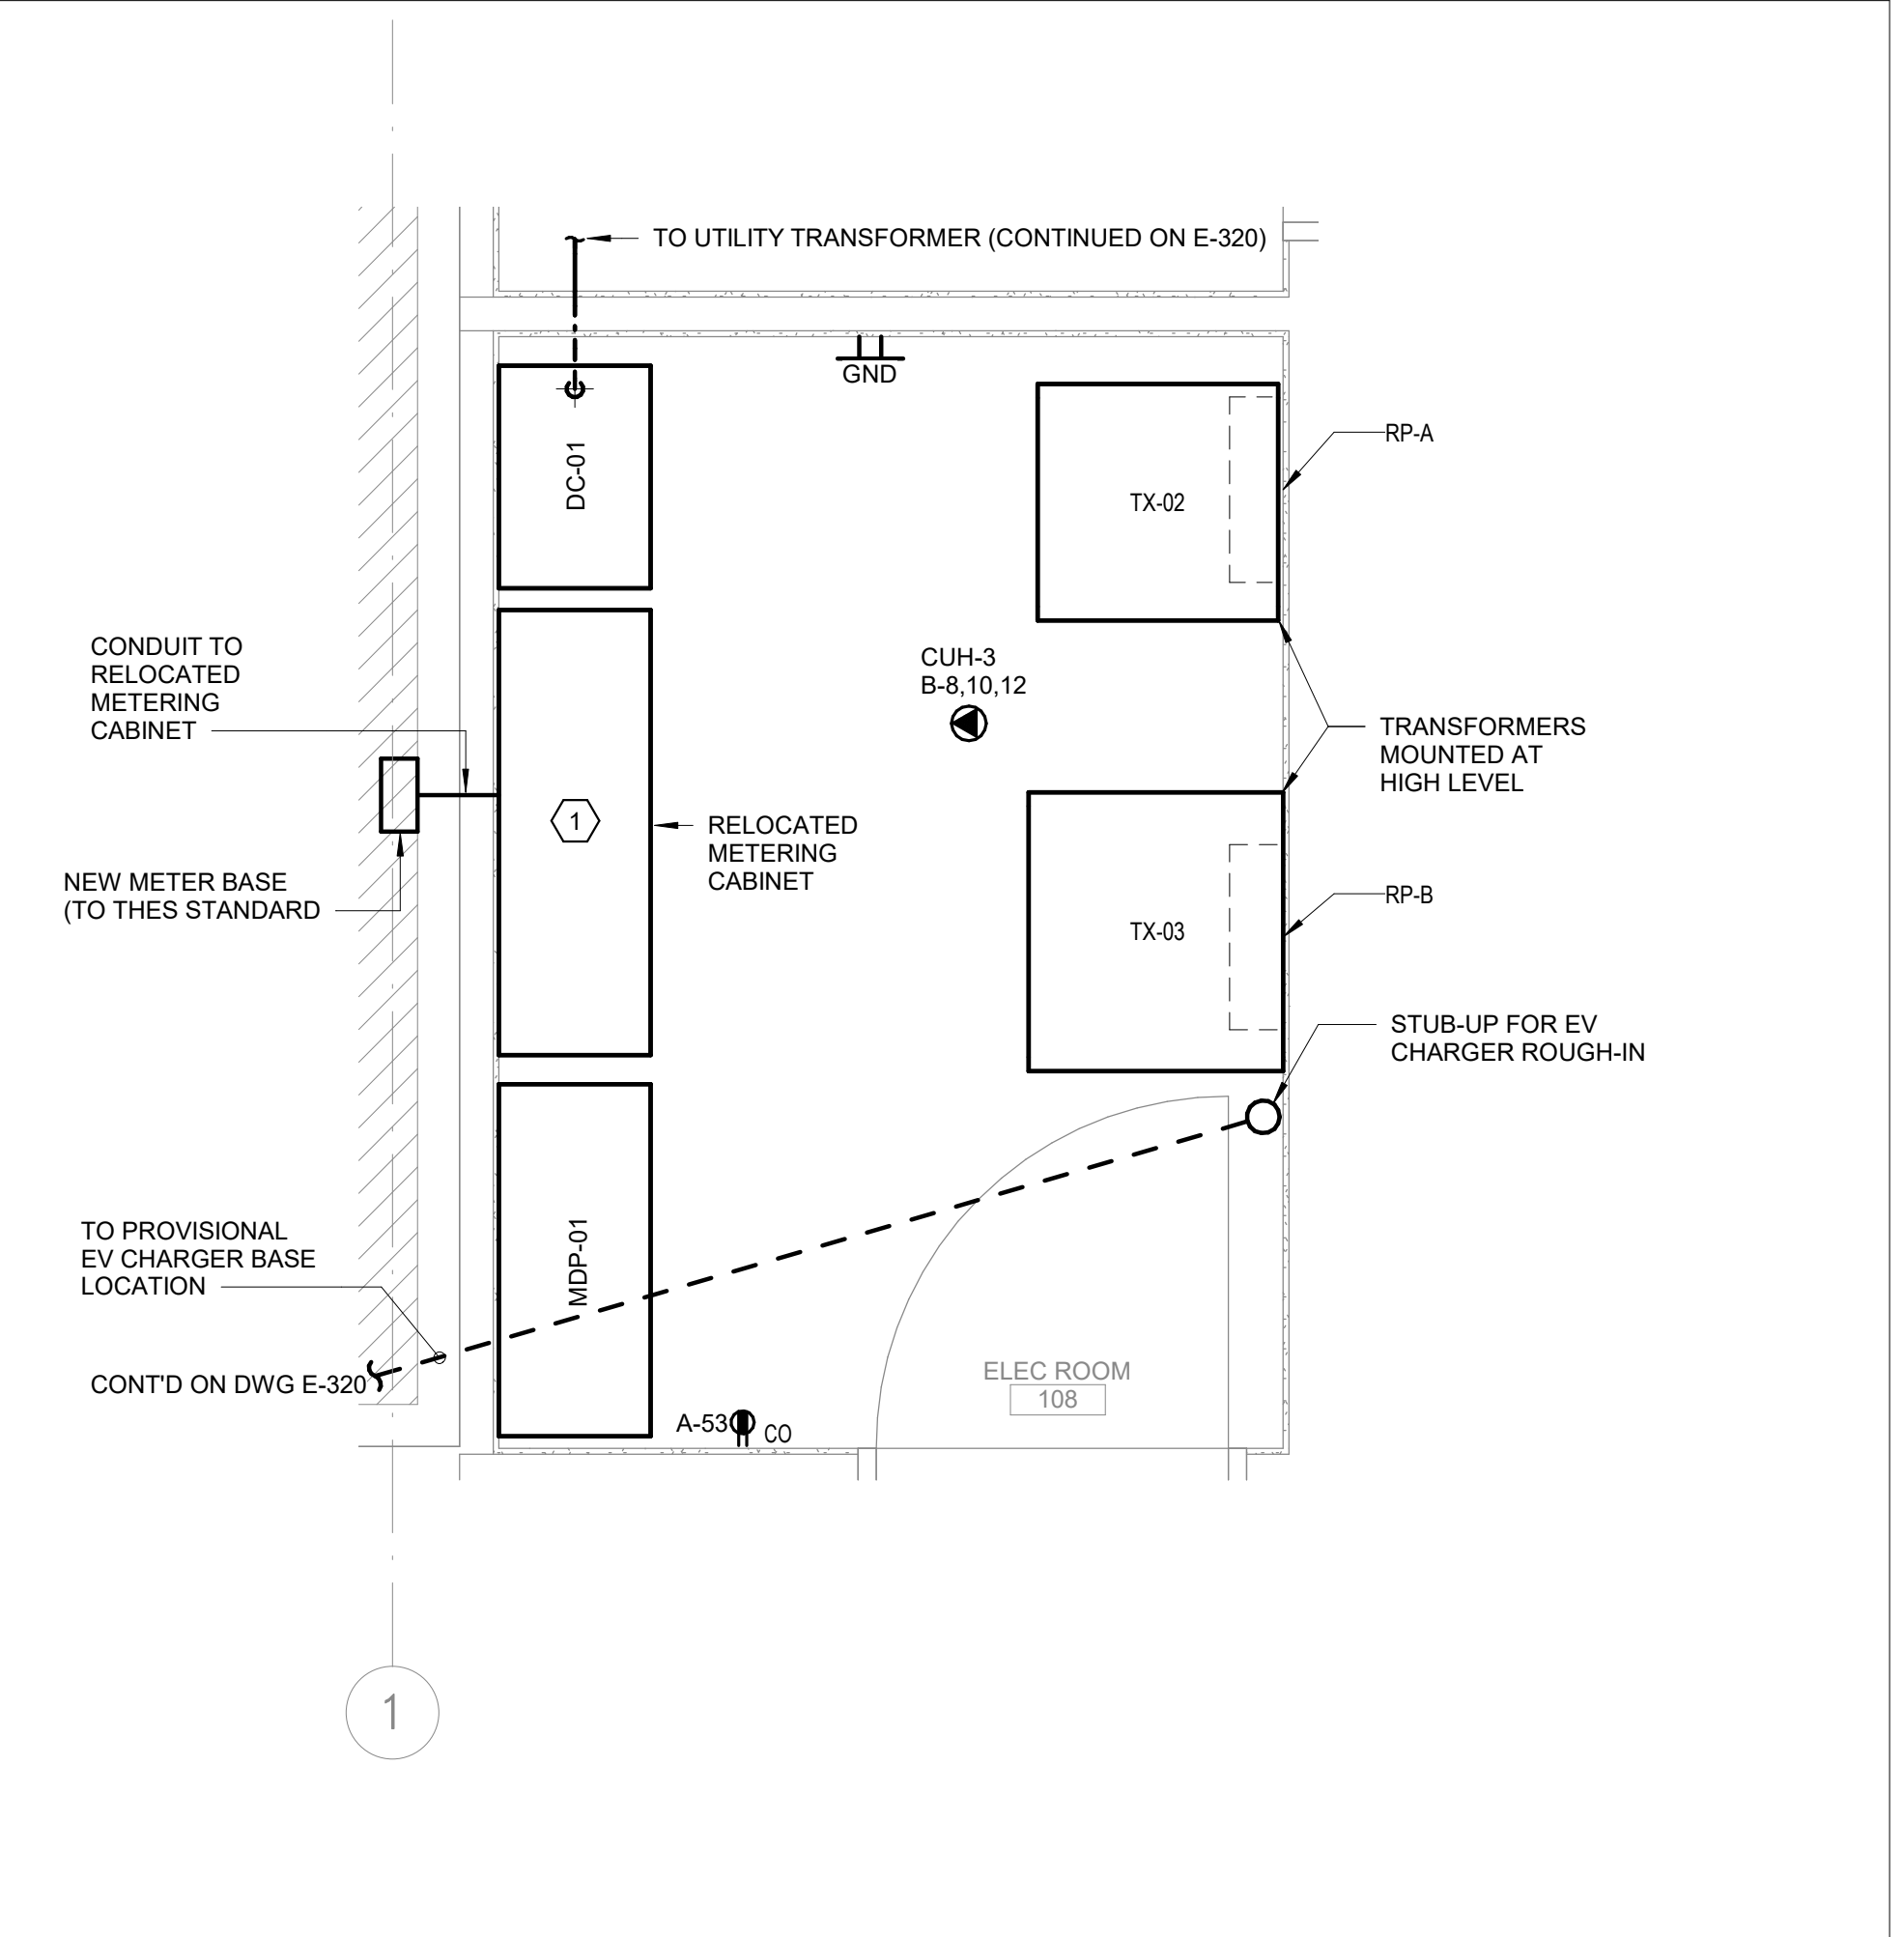 TO UTILITY TRANSFORMER (CONTINUED ON E-320)
GND
DC-01
TX-02
RP-A
CONDUIT TO
RELOCATED
METERING
CABINET
CUH-3
B-8,10,12
TRANSFORMERS
MOUNTED AT
HIGH LEVEL
1
RELOCATED
METERING
CABINET
NEW METER BASE
(TO THES STANDARD
TX-03
RP-B
STUB-UP FOR EV
CHARGER ROUGH-IN
MDP-01
TO PROVISIONAL
EV CHARGER BASE
LOCATION
CONT'D ON DWG E-320
ELEC ROOM
108
A-53
CO
1